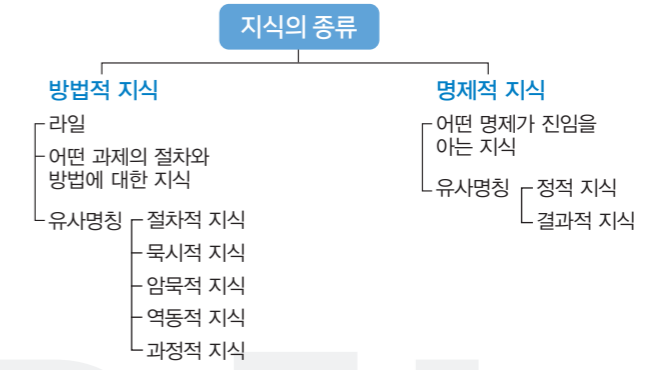 지식의 종류
방법적 지식
라일
어떤 과제의 절차와
방법에 대한 지식
유사명칭
절차적 지식
묵시적 지식
암묵적 지식
역동적 지식
과정적 지식
명제적 지식
어떤 명제가 진임을
아는 지식
유사명칭
정적 지식
결과적 지식